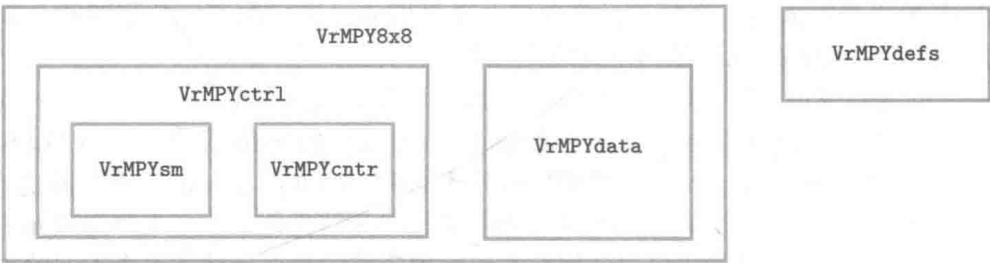 VrMPY8x8
VrMPYdefs
VrMPYctrl
VrMPYsm
VrMPYcntr
VrMPYdata